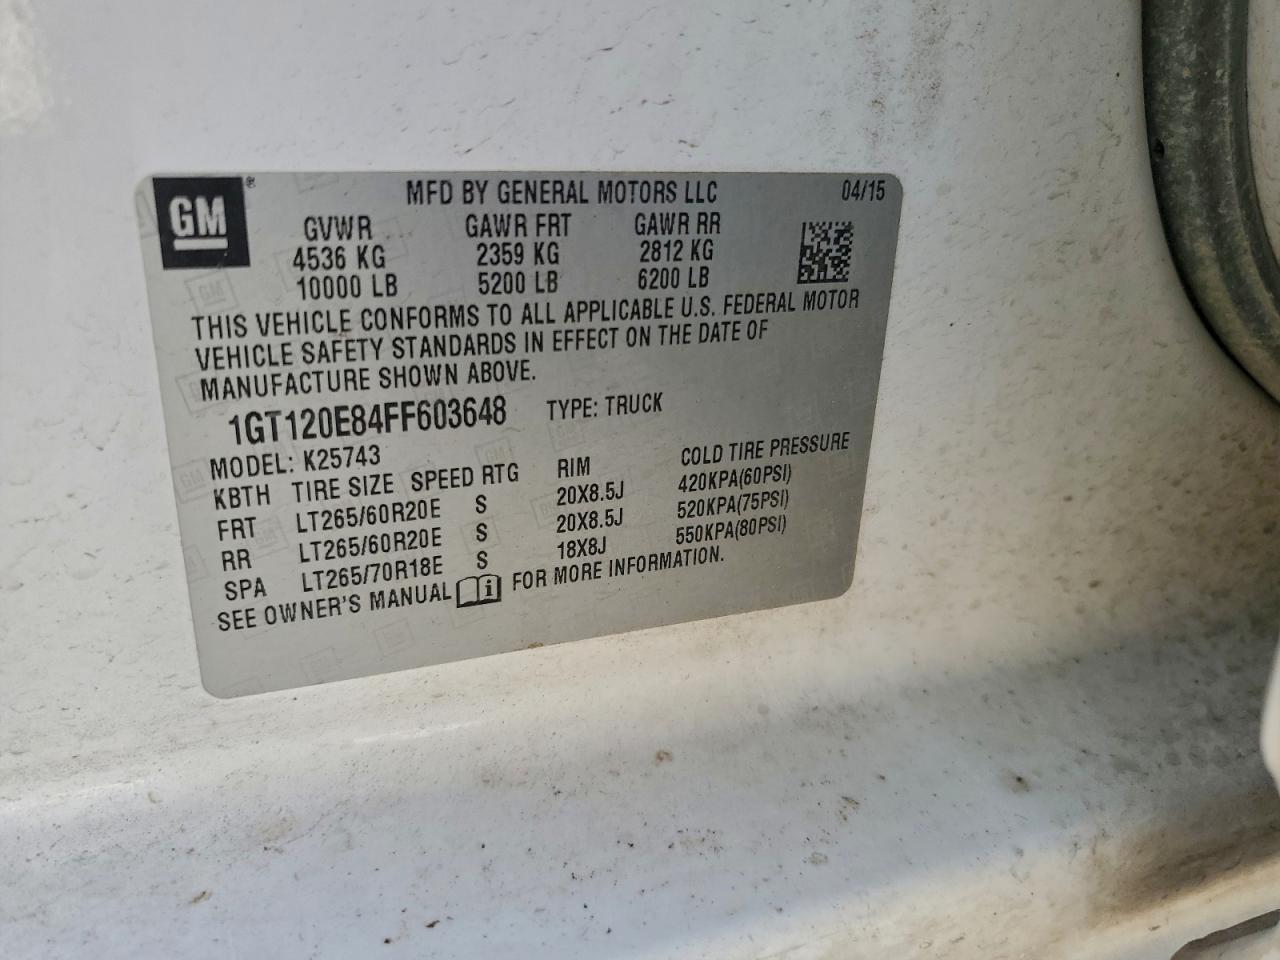 GM ® MFD BY GENERAL MOTORS LLC 04/15
GVWR GAWR FRT GAWR RR
4536 KG 2359 KG 2812 KG
10000 LB 5200 LB 6200 LB
THIS VEHICLE CONFORMS TO ALL APPLICABLE U.S. FEDERAL MOTOR
VEHICLE SAFETY STANDARDS IN EFFECT ON THE DATE OF
MANUFACTURE SHOWN ABOVE.
1GT120E84FF603648 TYPE: TRUCK
MODEL: K25743
KBTH TIRE SIZE SPEED RTG RIM COLD TIRE PRESSURE
FRT LT265/60R20E S 20X8.5J 420KPA(60PSI)
RR LT265/60R20E S 20X8.5J 520KPA(75PSI)
SPA LT265/70R18E S 18X8J 550KPA(80PSI)
SEE OWNER'S MANUAL FOR MORE INFORMATION.